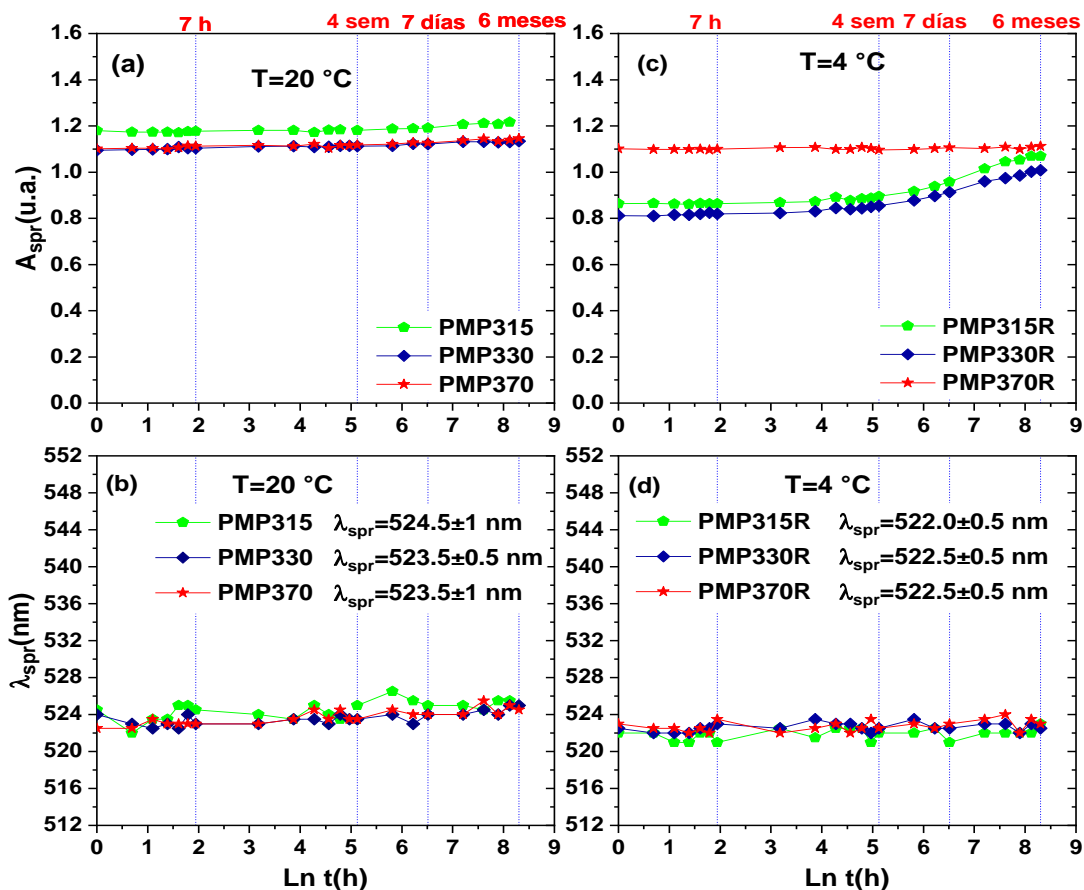 7 h 4 sem 7 días 6 meses 7 h 4 sem 7 días 6 meses
(a) T=20 °C
A_spr(u.a.)
1.6
1.4
1.2
1.0
0.8
0.6
0.4
0.2
0.0
PMP315
PMP330
PMP370
0 1 2 3 4 5 6 7 8 9
(c) T=4 °C
1.6
1.4
1.2
1.0
0.8
0.6
0.4
0.2
0.0
PMP315R
PMP330R
PMP370R
0 1 2 3 4 5 6 7 8 9
(b) T=20 °C
λ_spr(nm)
552
548
544
540
536
532
528
524
520
516
512
PMP315 λ_spr=524.5±1 nm
PMP330 λ_spr=523.5±0.5 nm
PMP370 λ_spr=523.5±1 nm
0 1 2 3 4 5 6 7 8 9
Ln t(h)
(d) T=4 °C
552
548
544
540
536
532
528
524
520
516
512
PMP315R λ_spr=522.0±0.5 nm
PMP330R λ_spr=522.5±0.5 nm
PMP370R λ_spr=522.5±0.5 nm
0 1 2 3 4 5 6 7 8 9
Ln t(h)